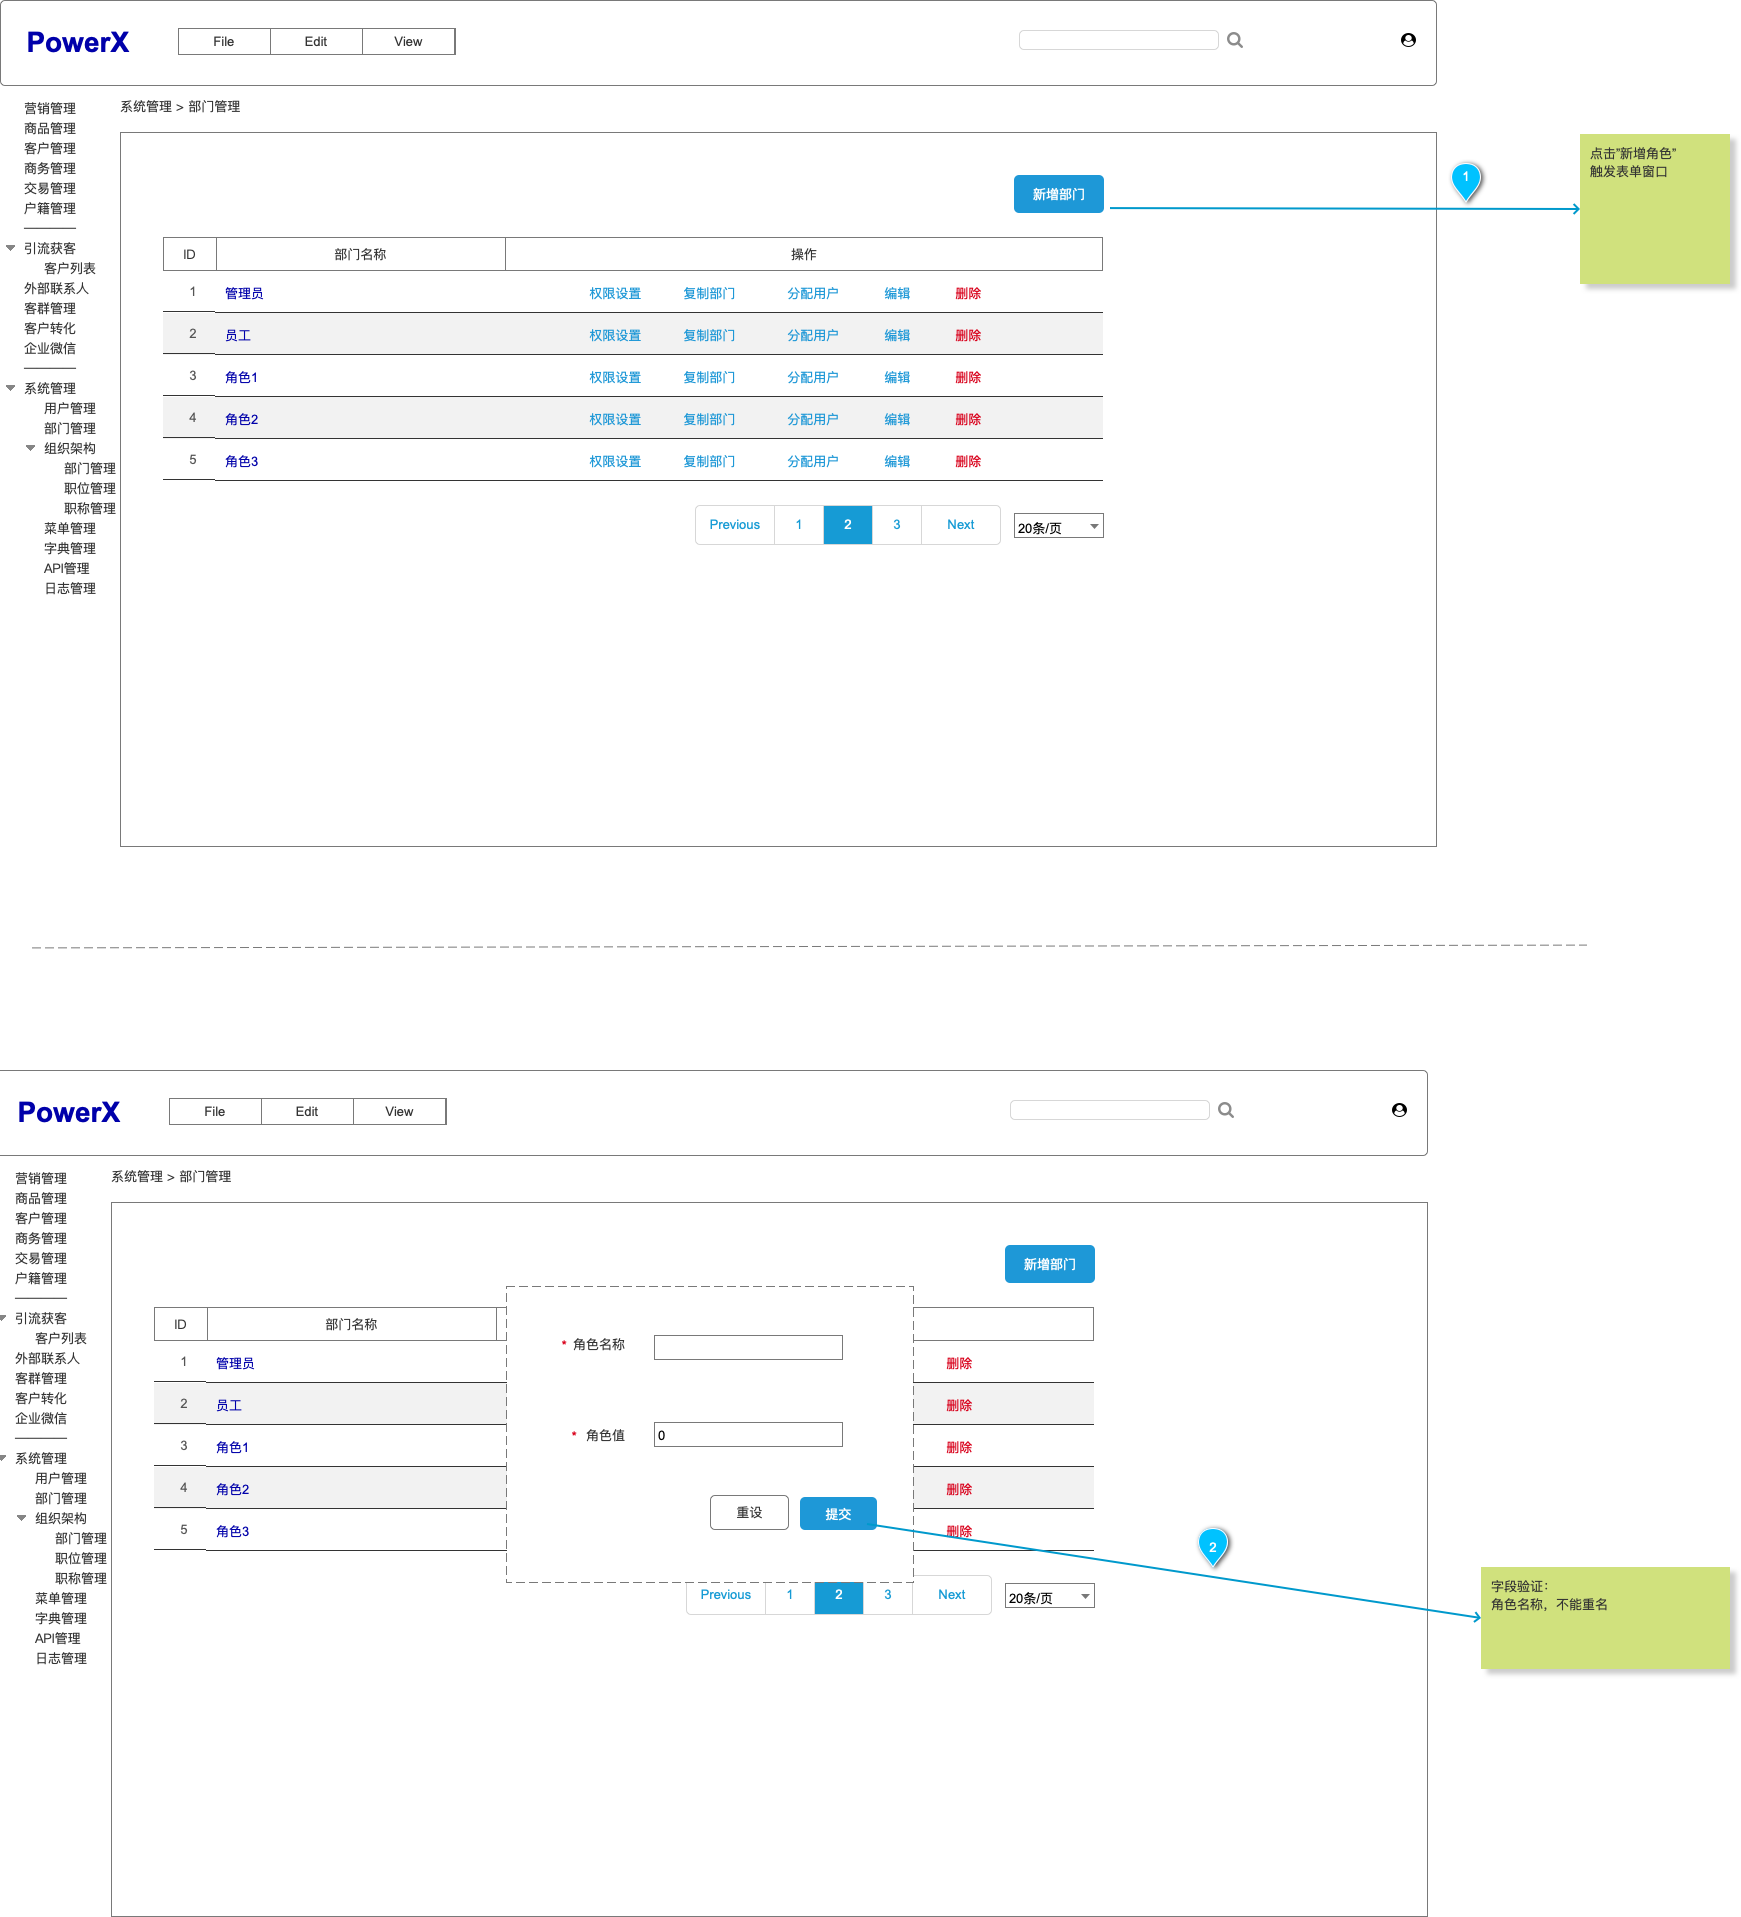 PowerX
File Edit View
营销管理
商品管理
客户管理
商务管理
交易管理
户籍管理
引流获客
客户列表
外部联系人
客群管理
客户转化
企业微信
系统管理
用户管理
部门管理
组织架构
部门管理
职位管理
职称管理
菜单管理
字典管理
API管理
日志管理
系统管理 > 部门管理
新增部门
ID 部门名称 操作
1 管理员 权限设置 复制部门 分配用户 编辑 删除
2 员工 权限设置 复制部门 分配用户 编辑 删除
3 角色1 权限设置 复制部门 分配用户 编辑 删除
4 角色2 权限设置 复制部门 分配用户 编辑 删除
5 角色3 权限设置 复制部门 分配用户 编辑 删除
Previous 1 2 3 Next 20条/页
1
点击"新增角色"
触发表单窗口
PowerX
File Edit View
营销管理
商品管理
客户管理
商务管理
交易管理
户籍管理
引流获客
客户列表
外部联系人
客群管理
客户转化
企业微信
系统管理
用户管理
部门管理
组织架构
部门管理
职位管理
职称管理
菜单管理
字典管理
API管理
日志管理
系统管理 > 部门管理
新增部门
ID 部门名称
1 管理员 删除
2 员工 删除
3 角色1 删除
4 角色2 删除
5 角色3 删除
* 角色名称
* 角色值 0
重设 提交
Previous 1 2 3 Next 20条/页
2
字段验证：
角色名称，不能重名